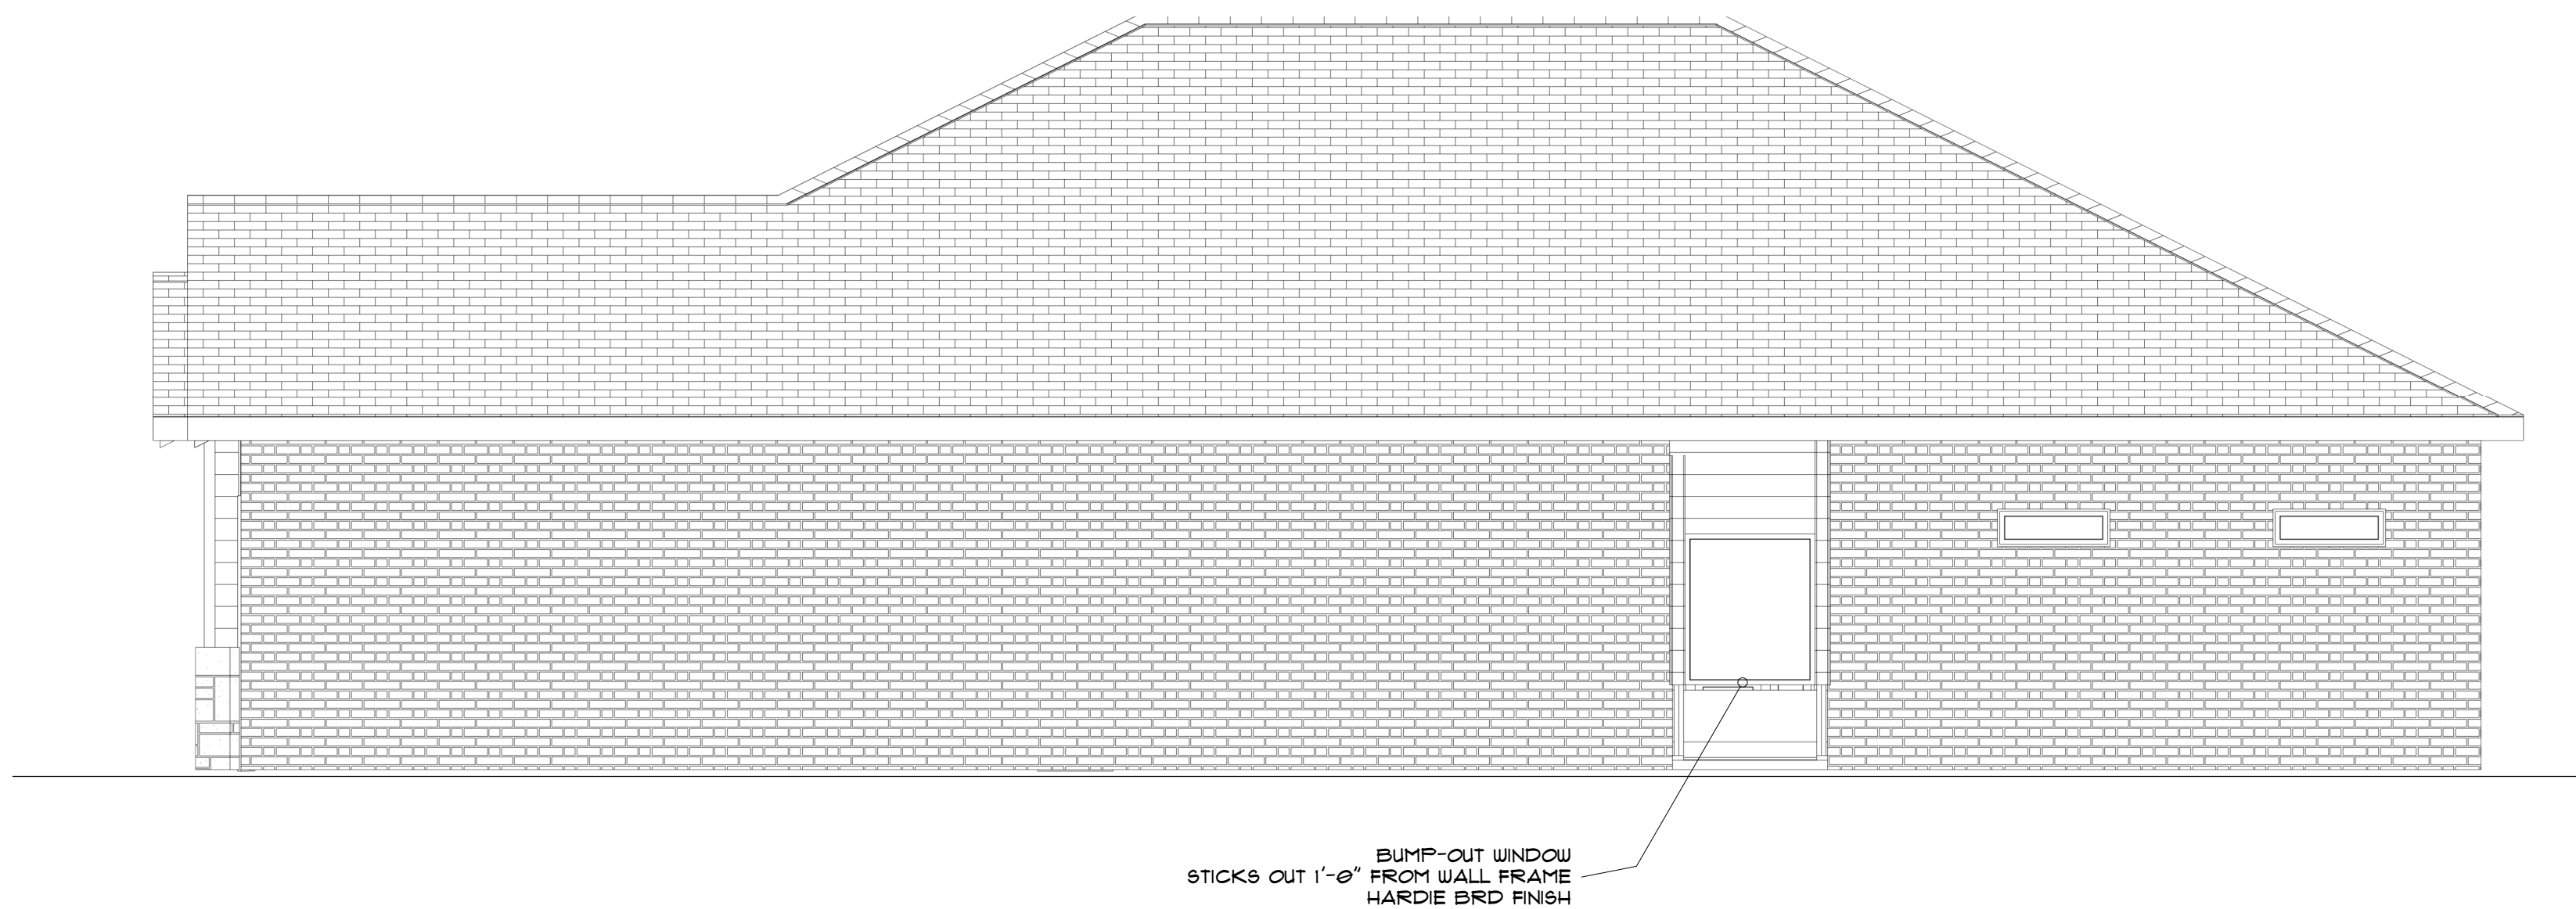 BUMP-OUT WINDOW
STICKS OUT 1'-0" FROM WALL FRAME
HARDIE BRD FINISH